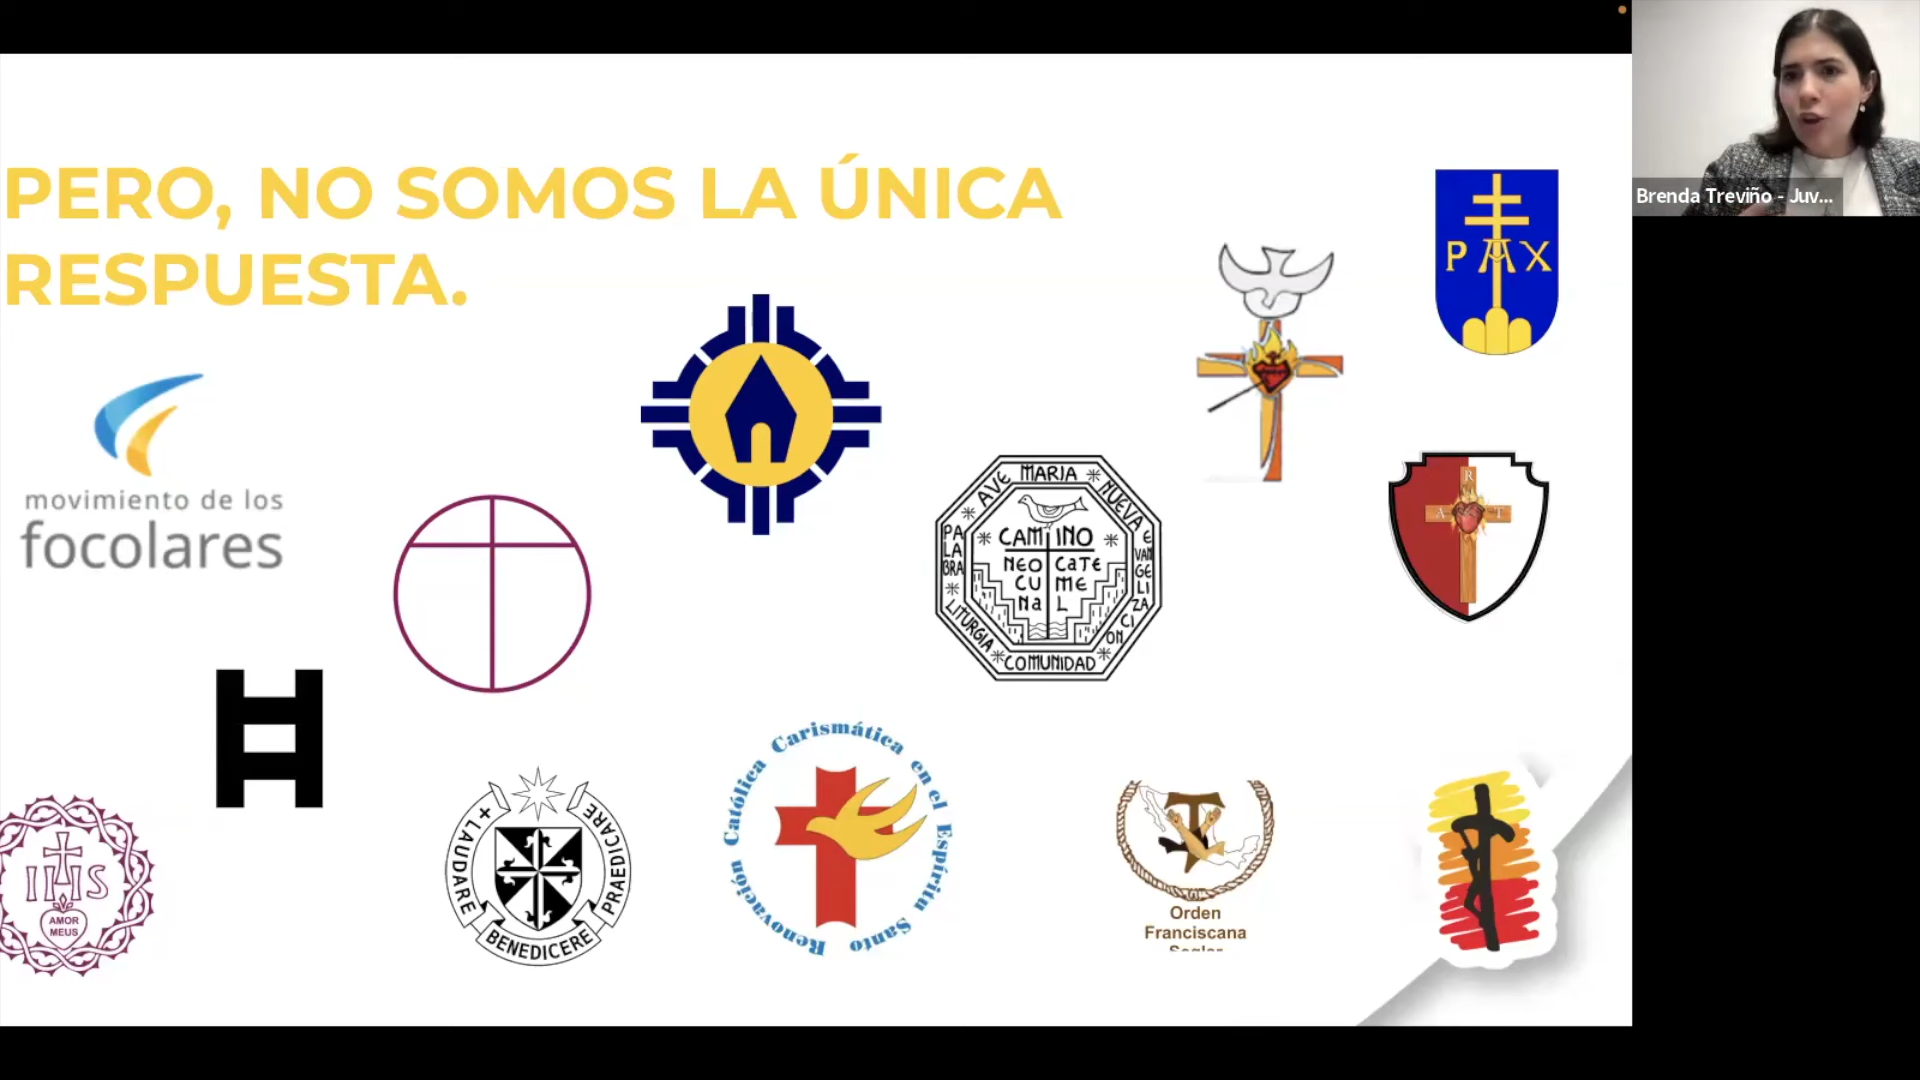 Brenda Treviño - Juv...
PERO, NO SOMOS LA ÚNICA
RESPUESTA.
PAX
movimiento de los
focolares
AVE MARIA NUEVA EVANGELIZACION
COMUNIDAD
LITURGIA
PALABRA
CAMINO
NEO CATE
CU ME
Na L
R
A T
Renovación Católica Carismática en el Espíritu Santo
IHS
AMOR
MEUS
LAUDARE
BENEDICERE
PRAEDICARE
Orden
Franciscana
Seglar